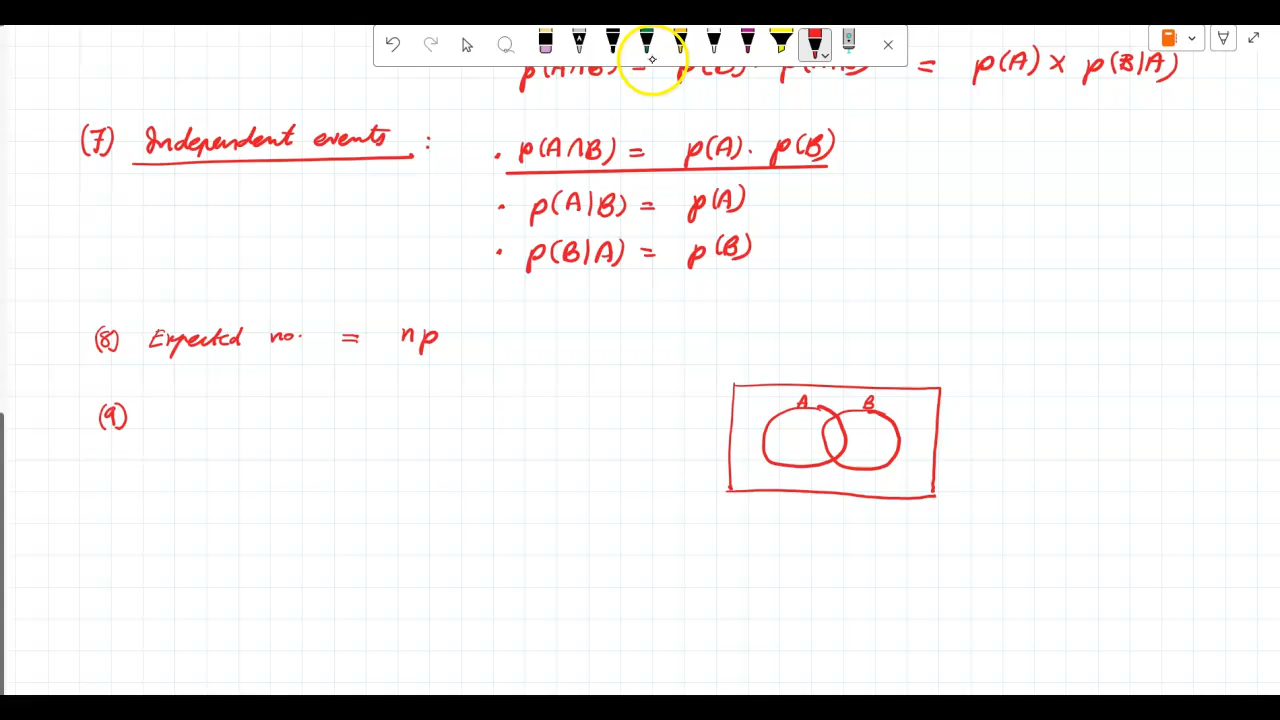 p(A∩B) = p(B) · p(A|B) = p(A) × p(B|A)
(7) Independent events : · p(A∩B) = p(A) · p(B)
· p(A|B) = p(A)
· p(B|A) = p(B)
(8) Expected no. = np
(9)
A B